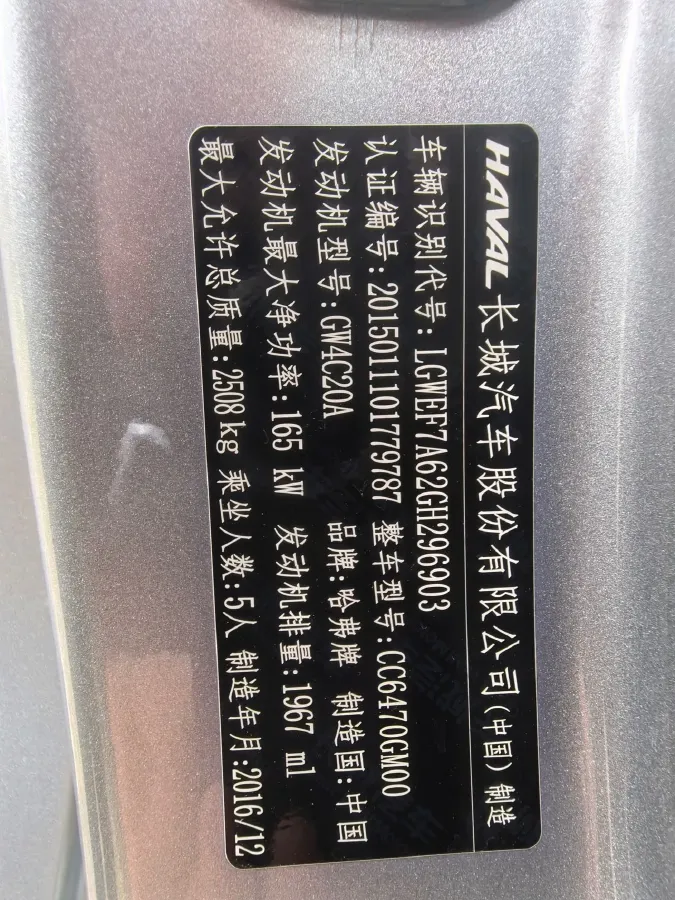 HAVAL 长城汽车股份有限公司(中国) 制造
车辆识别代号:LGWEF7A62GH296903
认证编号:2015011101779787 整车型号:CC6470GM00
发动机型号:GW4C20A 品牌:哈弗牌 制造国:中国
发动机最大净功率:165 kW 发动机排量:1967 ml
最大允许总质量:2508kg 乘坐人数:5人 制造年月:2016/12